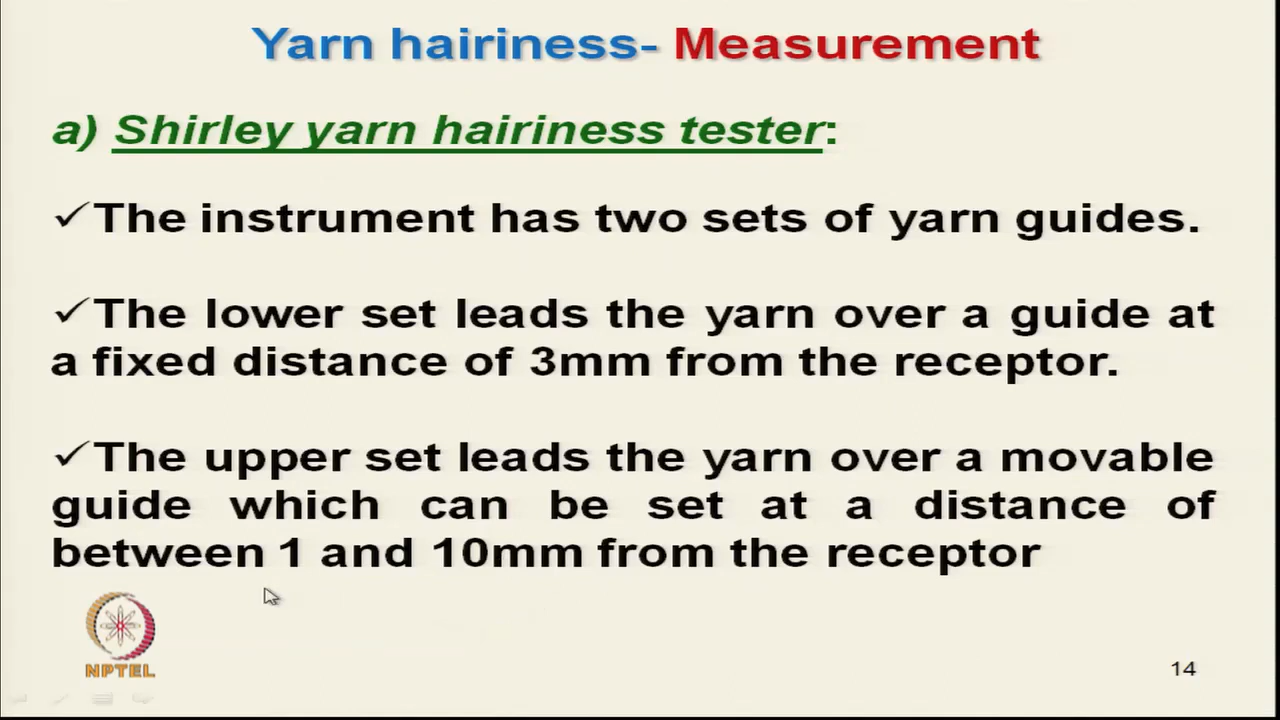 Yarn hairiness- Measurement
a) Shirley yarn hairiness tester:
✓The instrument has two sets of yarn guides.
✓The lower set leads the yarn over a guide at
a fixed distance of 3mm from the receptor.
✓The upper set leads the yarn over a movable
guide which can be set at a distance of
between 1 and 10mm from the receptor
NPTEL
14